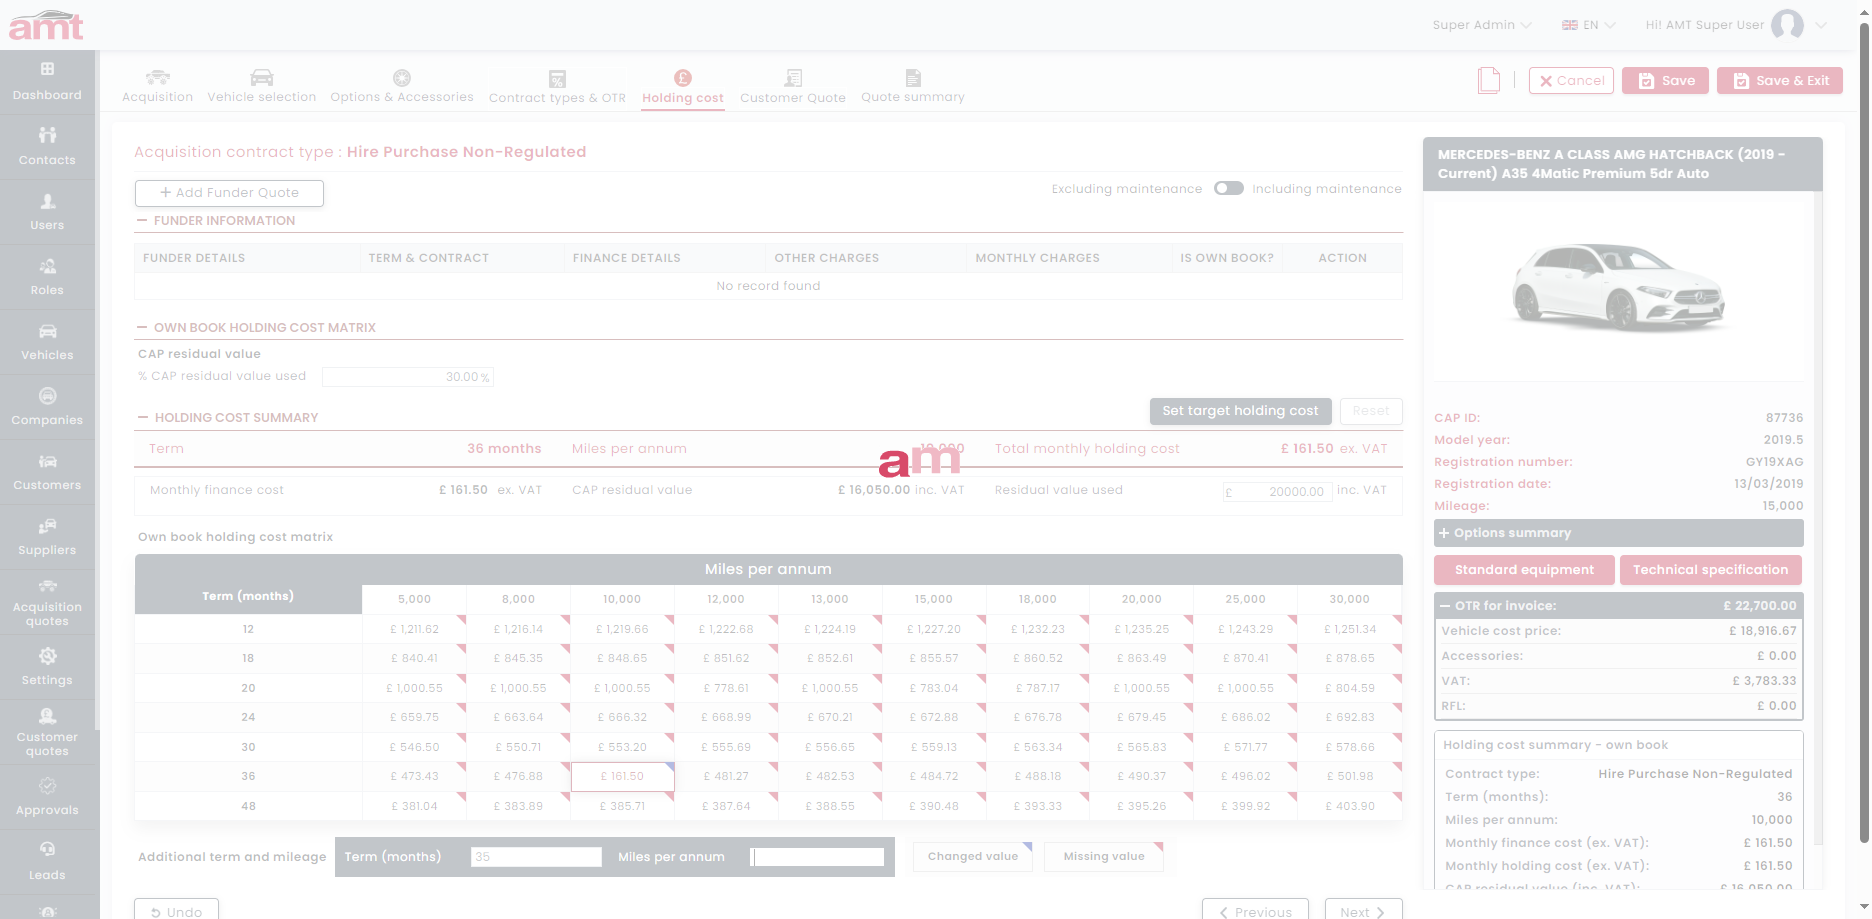 amt
Super Admin
EN
Hi! AMT Super User
Dashboard
Contacts
Users
Roles
Vehicles
Companies
Customers
Suppliers
Acquisition quotes
Settings
Customer quotes
Approvals
Leads
Acquisition
Vehicle selection
Options & Accessories
Contract types & OTR
Holding cost
Customer Quote
Quote summary
Cancel
Save
Save & Exit
Acquisition contract type : Hire Purchase Non-Regulated
+ Add Funder Quote
Excluding maintenance
Including maintenance
FUNDER INFORMATION
FUNDER DETAILS TERM & CONTRACT FINANCE DETAILS OTHER CHARGES MONTHLY CHARGES IS OWN BOOK? ACTION
No record found
OWN BOOK HOLDING COST MATRIX
CAP residual value
% CAP residual value used 30.00 %
HOLDING COST SUMMARY
Set target holding cost
Reset
Term 36 months Miles per annum 10,000 Total monthly holding cost £ 161.50 ex. VAT
am
Monthly finance cost £ 161.50 ex. VAT CAP residual value £ 16,050.00 inc. VAT Residual value used £ 20000.00 inc. VAT
Own book holding cost matrix
Miles per annum
Term (months)
5,000 8,000 10,000 12,000 13,000 15,000 18,000 20,000 25,000 30,000
12 £ 1,211.62 £ 1,216.14 £ 1,219.66 £ 1,222.68 £ 1,224.19 £ 1,227.20 £ 1,232.23 £ 1,235.25 £ 1,243.29 £ 1,251.34
18 £ 840.41 £ 845.35 £ 848.65 £ 851.62 £ 852.61 £ 855.57 £ 860.52 £ 863.49 £ 870.41 £ 878.65
20 £ 1,000.55 £ 1,000.55 £ 1,000.55 £ 778.61 £ 1,000.55 £ 783.04 £ 787.17 £ 1,000.55 £ 1,000.55 £ 804.59
24 £ 659.75 £ 663.64 £ 666.32 £ 668.99 £ 670.21 £ 672.88 £ 676.78 £ 679.45 £ 686.02 £ 692.83
30 £ 546.50 £ 550.71 £ 553.20 £ 555.69 £ 556.65 £ 559.13 £ 563.34 £ 565.83 £ 571.77 £ 578.66
36 £ 473.43 £ 476.88 £ 161.50 £ 481.27 £ 482.53 £ 484.72 £ 488.18 £ 490.37 £ 496.02 £ 501.98
48 £ 381.04 £ 383.89 £ 385.71 £ 387.64 £ 388.55 £ 390.48 £ 393.33 £ 395.26 £ 399.92 £ 403.90
Additional term and mileage Term (months) 35 Miles per annum
Changed value
Missing value
Undo
Previous
Next
MERCEDES-BENZ A CLASS AMG HATCHBACK (2019 -
Current) A35 4Matic Premium 5dr Auto
CAP ID: 87736
Model year: 2019.5
Registration number: GY19XAG
Registration date: 13/03/2019
Mileage: 15,000
+ Options summary
Standard equipment
Technical specification
OTR for invoice: £ 22,700.00
Vehicle cost price: £ 18,916.67
Accessories: £ 0.00
VAT: £ 3,783.33
RFL: £ 0.00
Holding cost summary - own book
Contract type: Hire Purchase Non-Regulated
Term (months): 36
Miles per annum: 10,000
Monthly finance cost (ex. VAT): £ 161.50
Monthly holding cost (ex. VAT): £ 161.50
CAP residual value (inc. VAT): £ 16,050.00